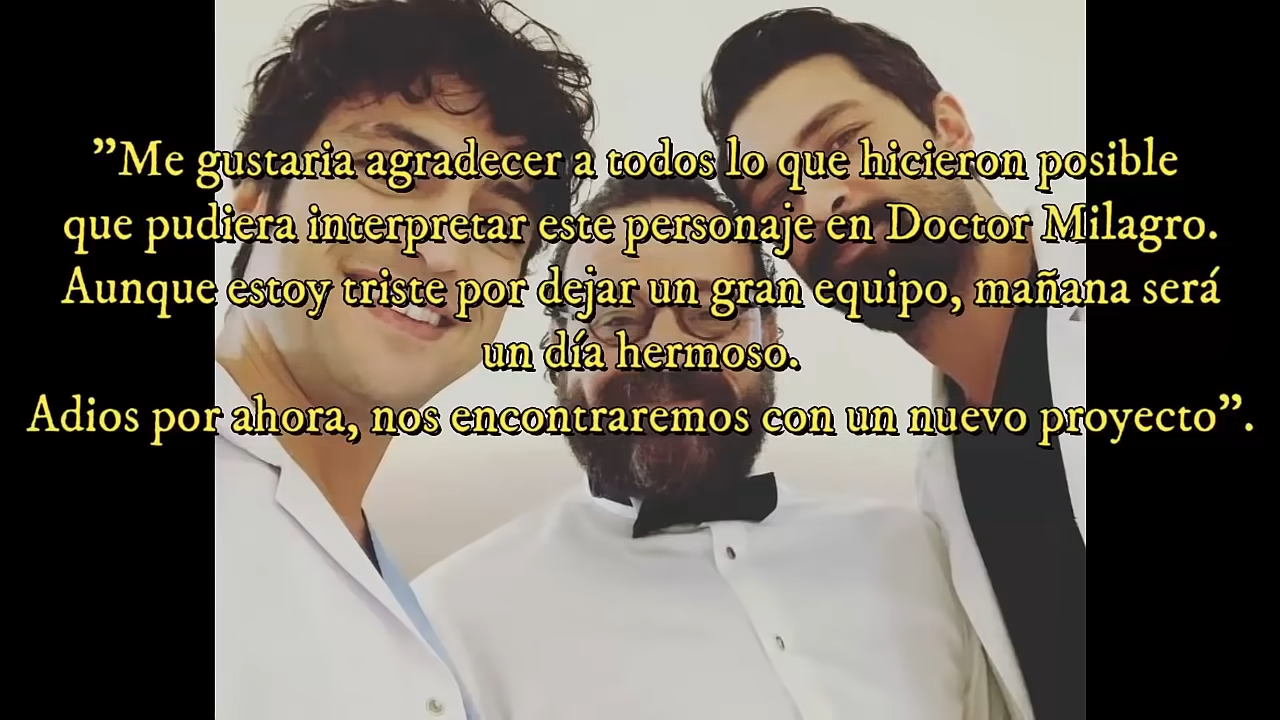 ”Me gustaria agradecer a todos lo que hicieron posible
que pudiera interpretar este personaje en Doctor Milagro.
Aunque estoy triste por dejar un gran equipo, mañana será
un día hermoso.
Adios por ahora, nos encontraremos con un nuevo proyecto”.